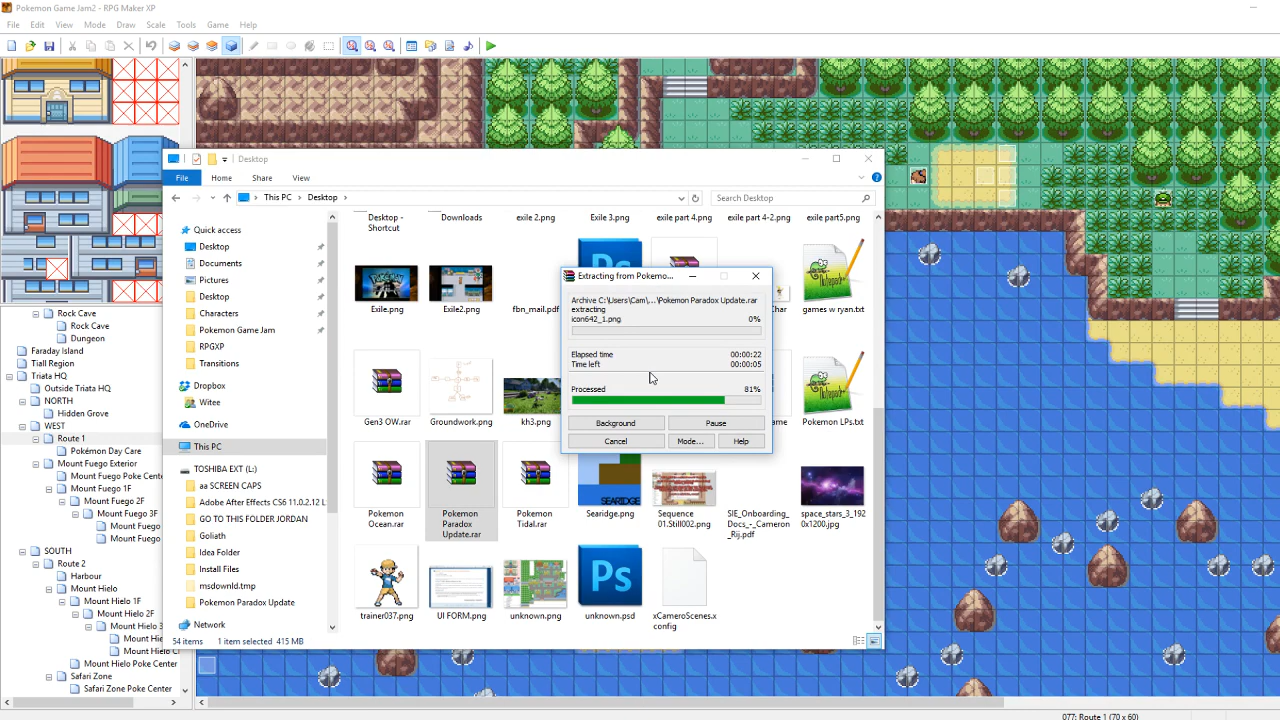 Pokemon Game Jam2 - RPG Maker XP
File Edit View Mode Draw Scale Tools Game Help
Desktop
File Home Share View
This PC Desktop
Search Desktop
Quick access
Desktop
Documents
Pictures
Desktop
Characters
Pokemon Game Jam
RPGXP
Transitions
Dropbox
Witee
OneDrive
This PC
TOSHIBA EXT (L:)
aa SCREEN CAPS
Adobe After Effects CS6 11.0.2.12 L
GO TO THIS FOLDER JORDAN
Goliath
Idea Folder
Install Files
msdownld.tmp
Pokemon Paradox Update
Network
54 items 1 item selected 415 MB
Desktop -
Shortcut
Downloads
exile 2.png
Exile 3.png
exile part 4.png
exile part 4-2.png
exile part5.png
Exile.png
Exile2.png
fbn_mail.pdf
Char
games w ryan.txt
Gen3 OW.rar
Groundwork.png
kh3.png
ame
Pokemon LPs.txt
Pokemon
Ocean.rar
Pokemon
Paradox
Update.rar
Pokemon
Tidal.rar
SEARIDGE
Searidge.png
Sequence
01.Still002.png
SIE_Onboarding
_Docs_-_Cameron
_Rij.pdf
space_stars_3_192
0x1200.jpg
trainer037.png
UI FORM.png
unknown.png
Ps
unknown.psd
xCameroScenes.x
config
Extracting from Pokemo...
Archive C:\Users\Cam\...\Pokemon Paradox Update.rar
extracting
icon642_1.png 0%
Elapsed time 00:00:22
Time left 00:00:05
Processed 81%
Background Pause
Cancel Mode... Help
Rock Cave
Rock Cave
Dungeon
Faraday Island
Tiall Region
Triata HQ
Outside Triata HQ
NORTH
Hidden Grove
WEST
Route 1
Pokémon Day Care
Mount Fuego Exterior
Mount Fuego Poke Cent
Mount Fuego 1F
Mount Fuego 2F
Mount Fuego 3F
Mount Fuego
Mount Fuego
SOUTH
Route 2
Harbour
Mount Hielo
Mount Hielo 1F
Mount Hielo 2F
Mount Hielo 3
Mount Hie
Mount Hielo
Mount Hielo Poke Center
Safari Zone
Safari Zone Poke Center
077: Route 1 (70 x 60)